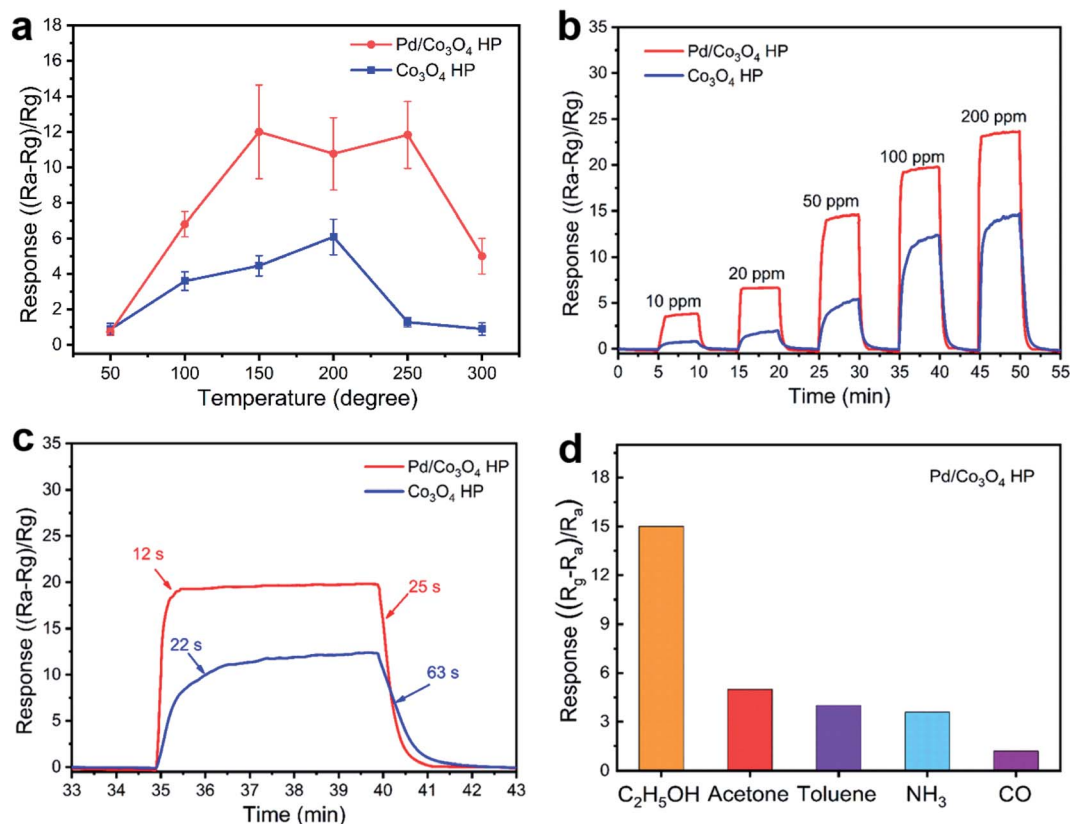 a
18
16
14
12
10
8
6
4
2
0
Response ((Ra-Rg)/Rg)
Pd/Co₃O₄ HP
Co₃O₄ HP
50 100 150 200 250 300
Temperature (degree)
b
35
30
25
20
15
10
5
0
Response ((Ra-Rg)/Rg)
Pd/Co₃O₄ HP
Co₃O₄ HP
10 ppm
20 ppm
50 ppm
100 ppm
200 ppm
0 5 10 15 20 25 30 35 40 45 50 55
Time (min)
c
35
30
25
20
15
10
5
0
Response ((Ra-Rg)/Rg)
Pd/Co₃O₄ HP
Co₃O₄ HP
12 s
25 s
22 s
63 s
33 34 35 36 37 38 39 40 41 42 43
Time (min)
d
18
15
12
9
6
3
0
Response ((R₉-Rₐ)/Rₐ)
Pd/Co₃O₄ HP
C₂H₅OH Acetone Toluene NH₃ CO